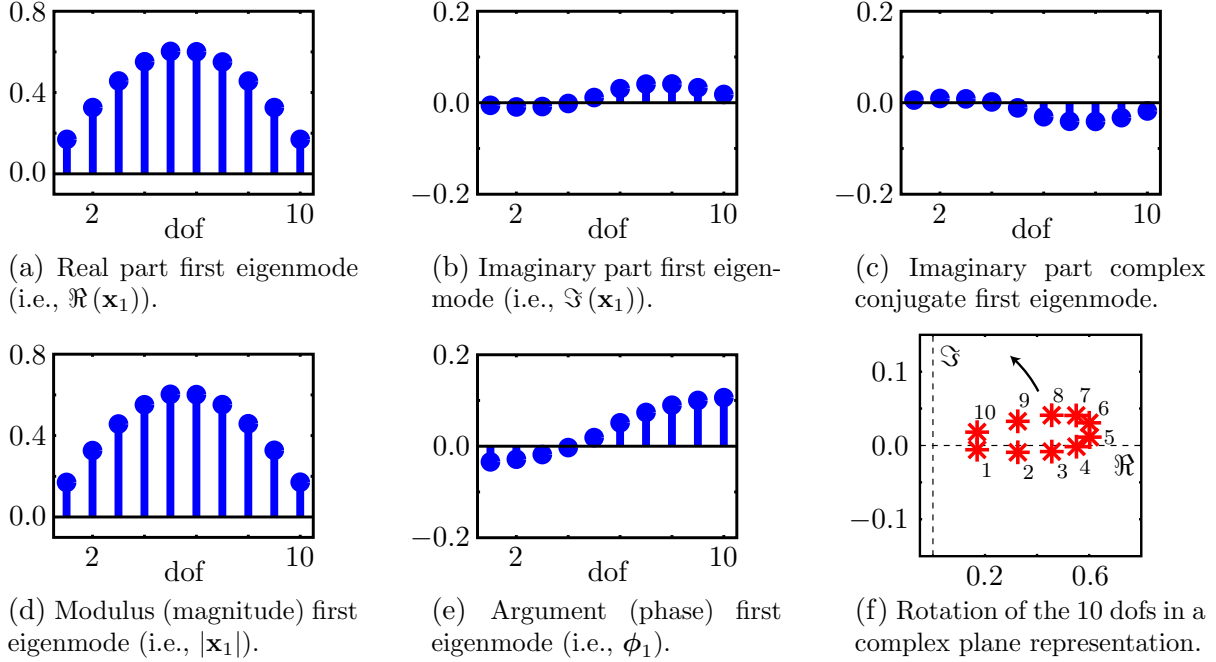 0.8
0.4
0.0
2
10
dof
(a) Real part first eigenmode
(i.e., ℜ (x₁)).
0.2
0.0
−0.2
2
10
dof
(b) Imaginary part first eigen-
mode (i.e., ℑ (x₁)).
0.2
0.0
−0.2
2
10
dof
(c) Imaginary part complex
conjugate first eigenmode.
0.8
0.4
0.0
2
10
dof
(d) Modulus (magnitude) first
eigenmode (i.e., |x₁|).
0.2
0.0
−0.2
2
10
dof
(e) Argument (phase) first
eigenmode (i.e., ϕ₁).
0.1
0.0
−0.1
ℑ
10
9
8
7
6
5
ℜ
1
2
3
4
0.2
0.6
(f) Rotation of the 10 dofs in a
complex plane representation.